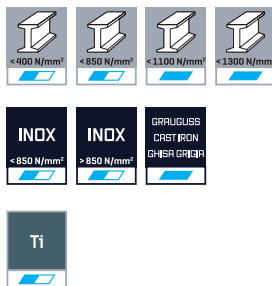 <400 N/mm² <850 N/mm² <1100 N/mm² <1300 N/mm²
INOX INOX GRAUGUSS
CAST IRON
GHISA GRIGIA
<850 N/mm² >850 N/mm²
Ti